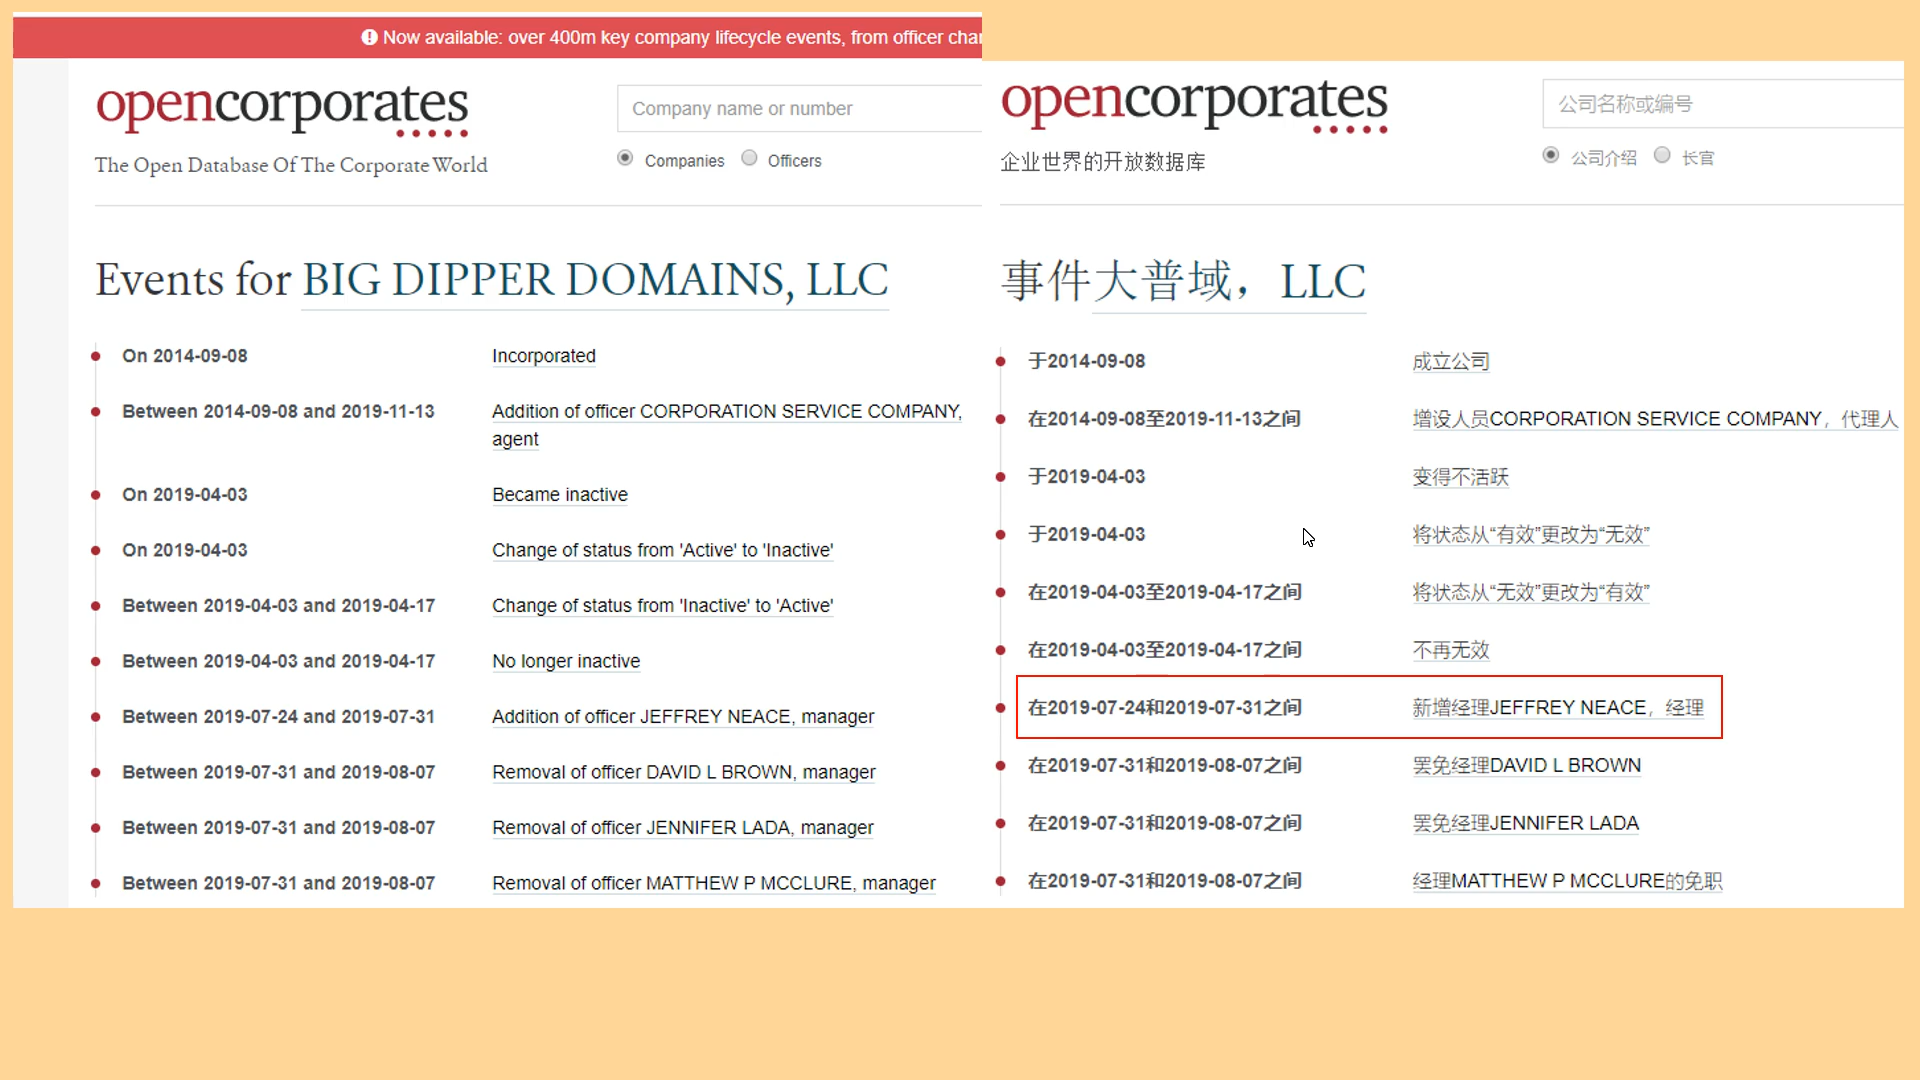 Now available: over 400m key company lifecycle events, from officer
opencorporates
The Open Database Of The Corporate World
Company name or number
Companies Officers
Events for BIG DIPPER DOMAINS, LLC
On 2014-09-08 Incorporated
Between 2014-09-08 and 2019-11-13 Addition of officer CORPORATION SERVICE COMPANY,
agent
On 2019-04-03 Became inactive
On 2019-04-03 Change of status from 'Active' to 'Inactive'
Between 2019-04-03 and 2019-04-17 Change of status from 'Inactive' to 'Active'
Between 2019-04-03 and 2019-04-17 No longer inactive
Between 2019-07-24 and 2019-07-31 Addition of officer JEFFREY NEACE, manager
Between 2019-07-31 and 2019-08-07 Removal of officer DAVID L BROWN, manager
Between 2019-07-31 and 2019-08-07 Removal of officer JENNIFER LADA, manager
Between 2019-07-31 and 2019-08-07 Removal of officer MATTHEW P MCCLURE, manager
opencorporates
企业世界的开放数据库
公司名称或编号
公司介绍 长官
事件大普域，LLC
于2014-09-08 成立公司
在2014-09-08至2019-11-13之间 增设人员CORPORATION SERVICE COMPANY，代理人
于2019-04-03 变得不活跃
于2019-04-03 将状态从“有效”更改为“无效”
在2019-04-03至2019-04-17之间 将状态从“无效”更改为“有效”
在2019-04-03至2019-04-17之间 不再无效
在2019-07-24和2019-07-31之间 新增经理JEFFREY NEACE，经理
在2019-07-31和2019-08-07之间 罢免经理DAVID L BROWN
在2019-07-31和2019-08-07之间 罢免经理JENNIFER LADA
在2019-07-31和2019-08-07之间 经理MATTHEW P MCCLURE的免职